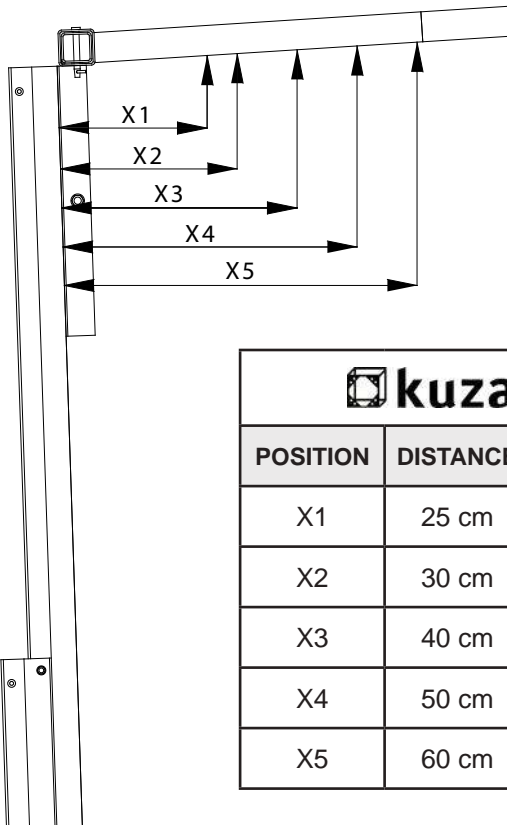 X1
X2
X3
X4
X5
kuza
POSITION DISTANCE
X1 25 cm
X2 30 cm
X3 40 cm
X4 50 cm
X5 60 cm